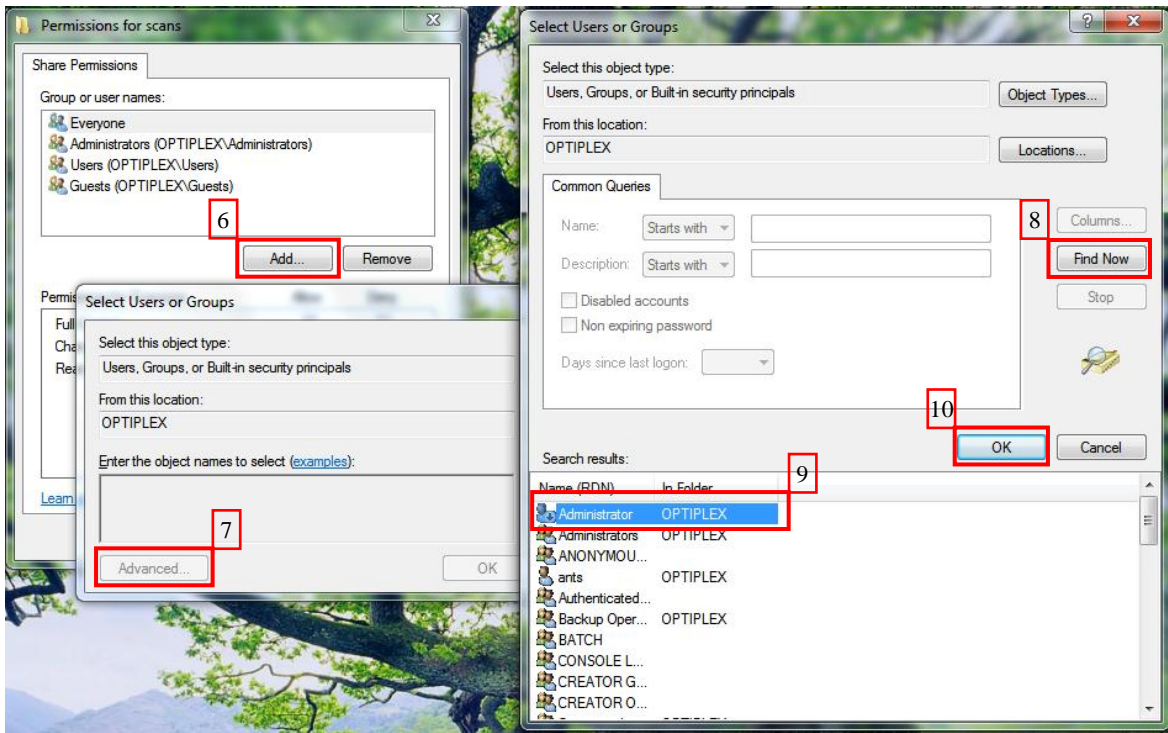 Permissions for scans
Share Permissions
Group or user names:
Everyone
Administrators (OPTIPLEX\Administrators)
Users (OPTIPLEX\Users)
Guests (OPTIPLEX\Guests)
6
Add...
Remove
Permis
Full
Cha
Rea
Learn
Select Users or Groups
Select this object type:
Users, Groups, or Built-in security principals
From this location:
OPTIPLEX
Enter the object names to select (examples):
7
Advanced...
OK
Select Users or Groups
Select this object type:
Users, Groups, or Built-in security principals
Object Types...
From this location:
OPTIPLEX
Locations...
Common Queries
Name:
Starts with
8
Columns...
Description:
Starts with
Find Now
Disabled accounts
Stop
Non expiring password
Days since last logon:
10
OK
Cancel
Search results:
9
Name (RDN) In Folder
Administrator OPTIPLEX
Administrators OPTIPLEX
ANONYMOU...
ants OPTIPLEX
Authenticated...
Backup Oper... OPTIPLEX
BATCH
CONSOLE L...
CREATOR G...
CREATOR O...